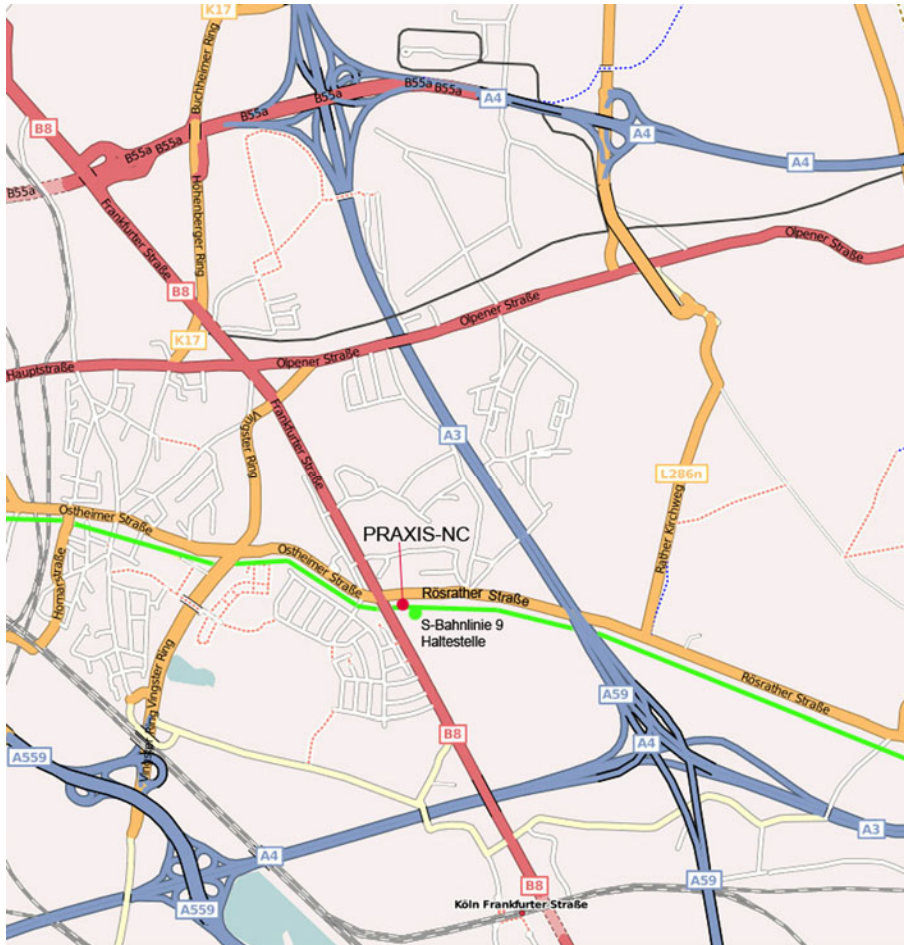 K17
Buchheimer Ring
B55a
B55a
B55a
B55a
B55a
B55a
B55a
A4
B8
A4
A4
Frankfurter Straße
Höhenberger Ring
B8
Olpener Straße
Olpener Straße
K17
Olpener Straße
Hauptstraße
Frankfurter Straße
Vingster Ring
A3
L286n
Rather Kirchweg
Ostheimer Straße
PRAXIS-NC
Ostheimer Straße
Rösrather Straße
S-Bahnlinie 9
Haltestelle
Homarstraße
Vingster Ring
Vingster Ring
Rösrather Straße
A59
B8
A4
A559
A3
A4
A59
B8
Köln Frankfurter Straße
A559